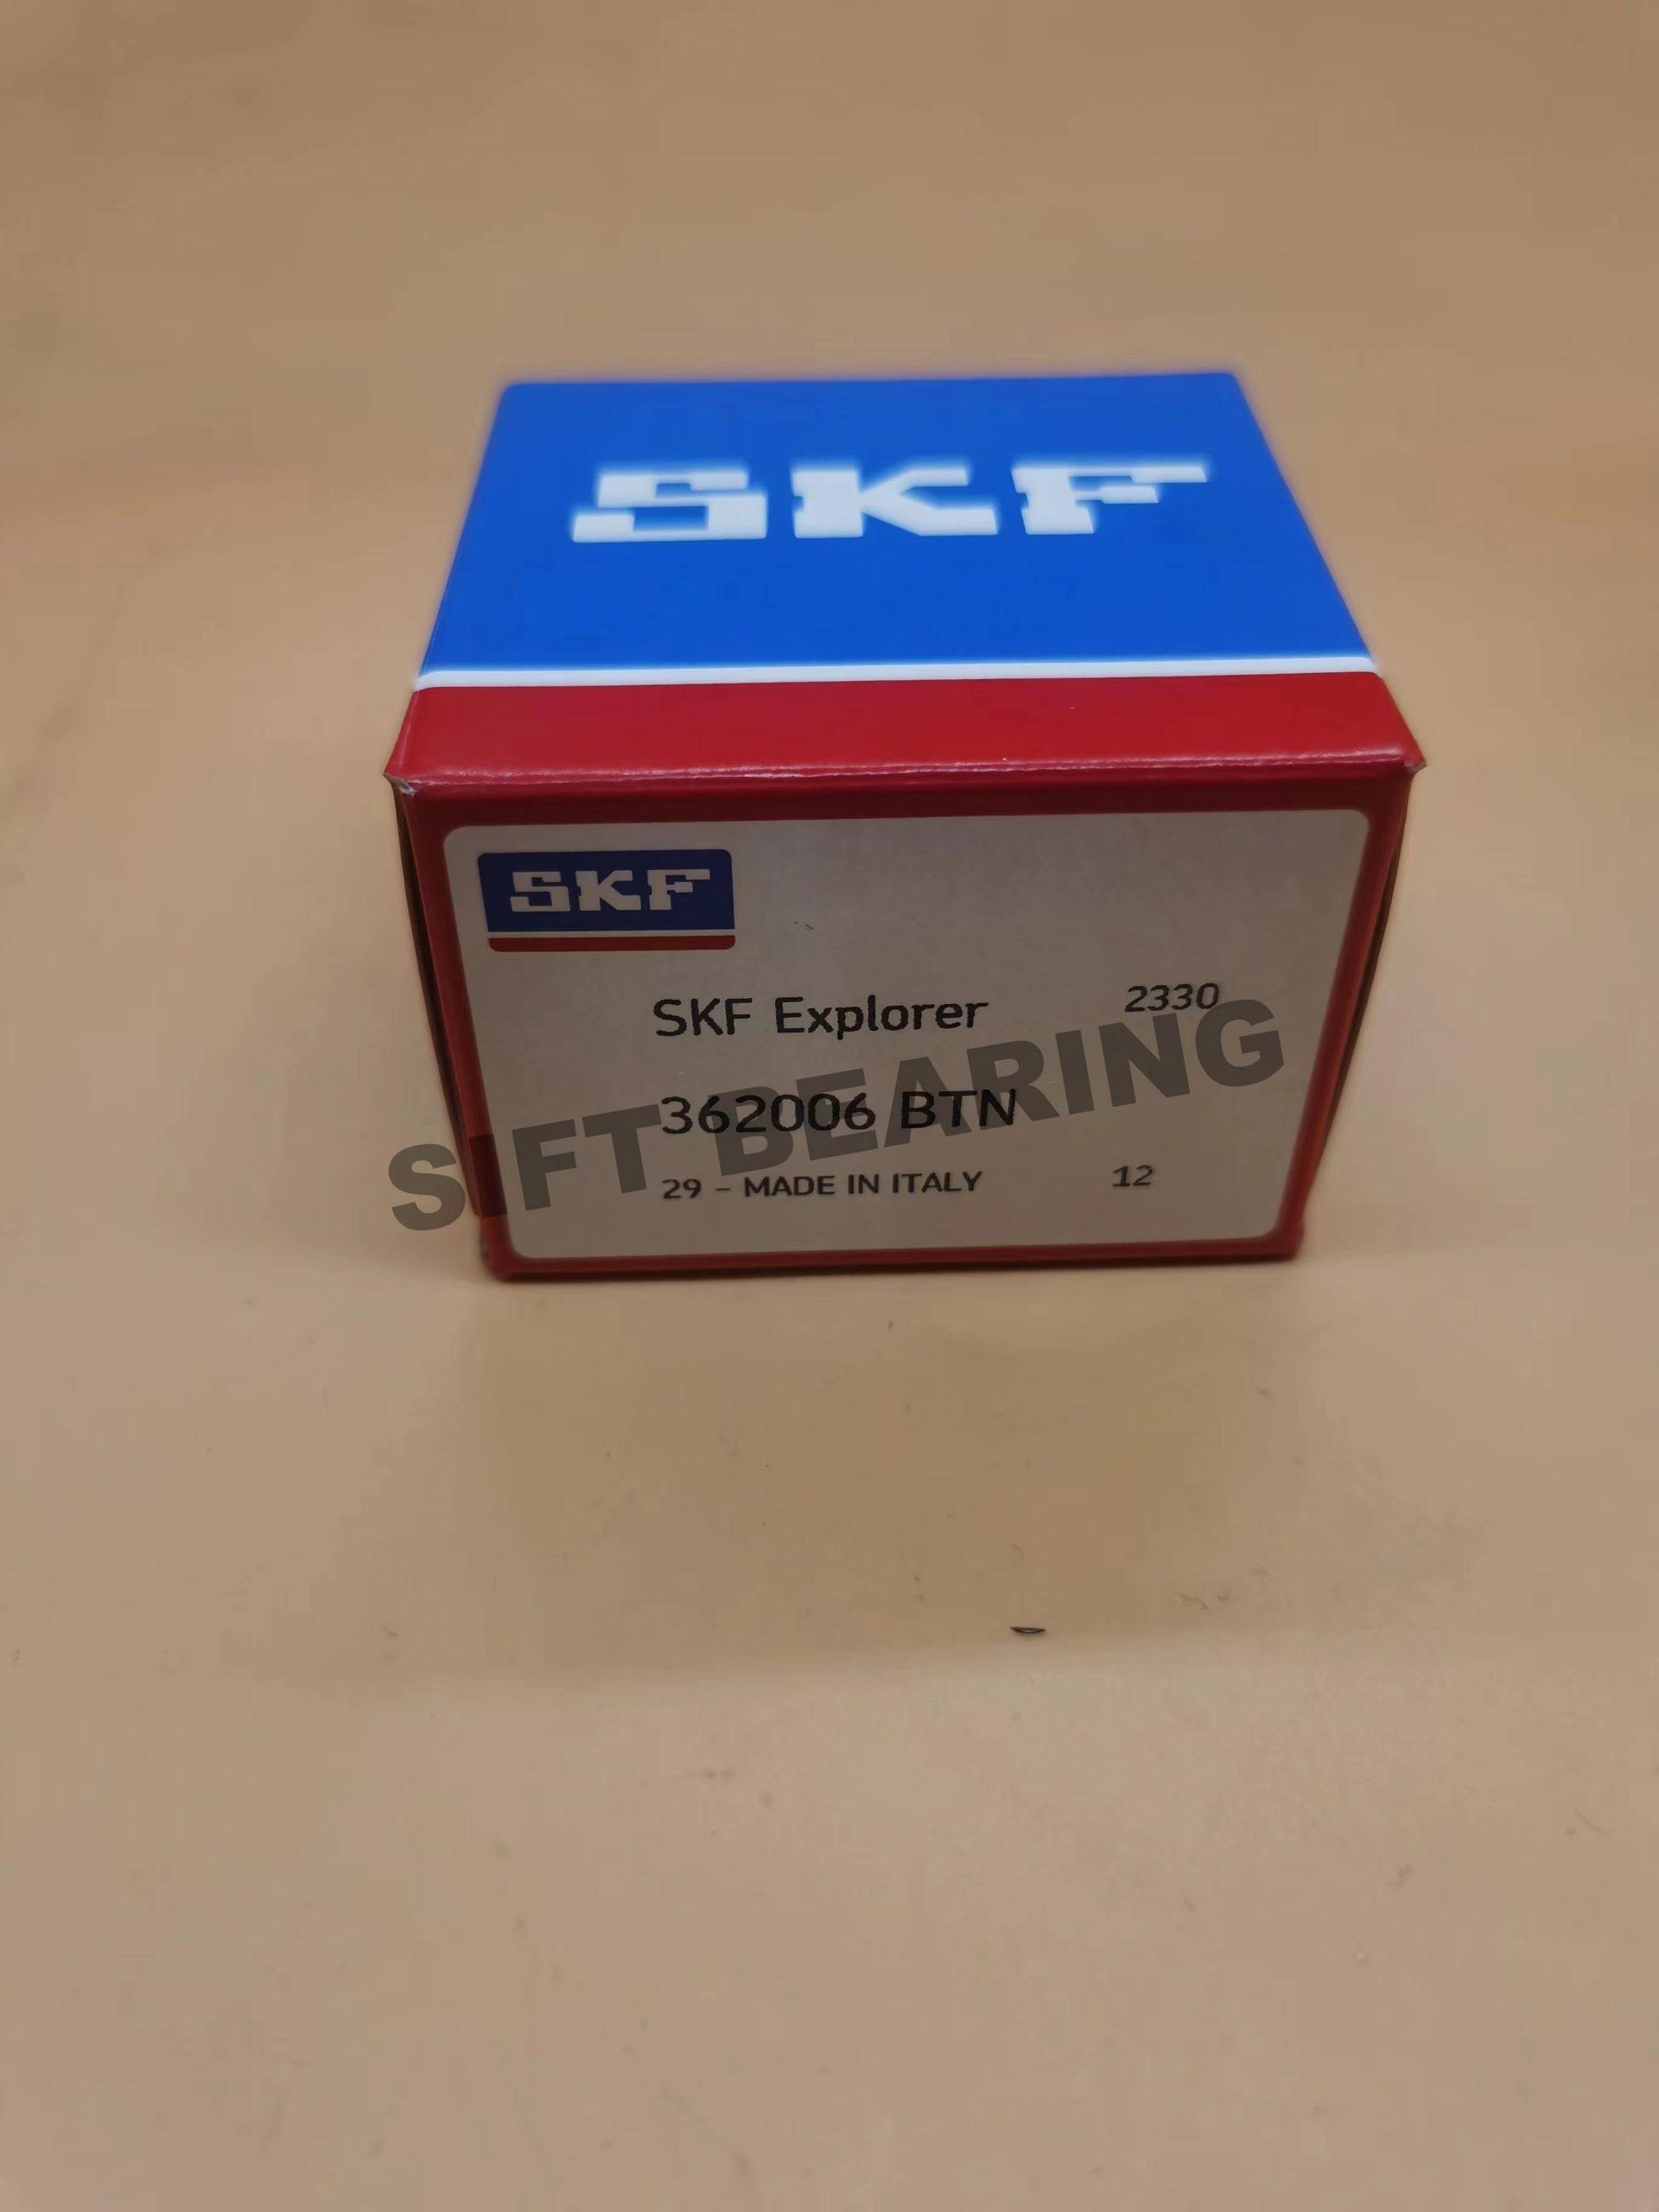 SKF
SKF
SKF Explorer 2330
362006 BTN
29 - MADE IN ITALY 12
SIFT BEARING